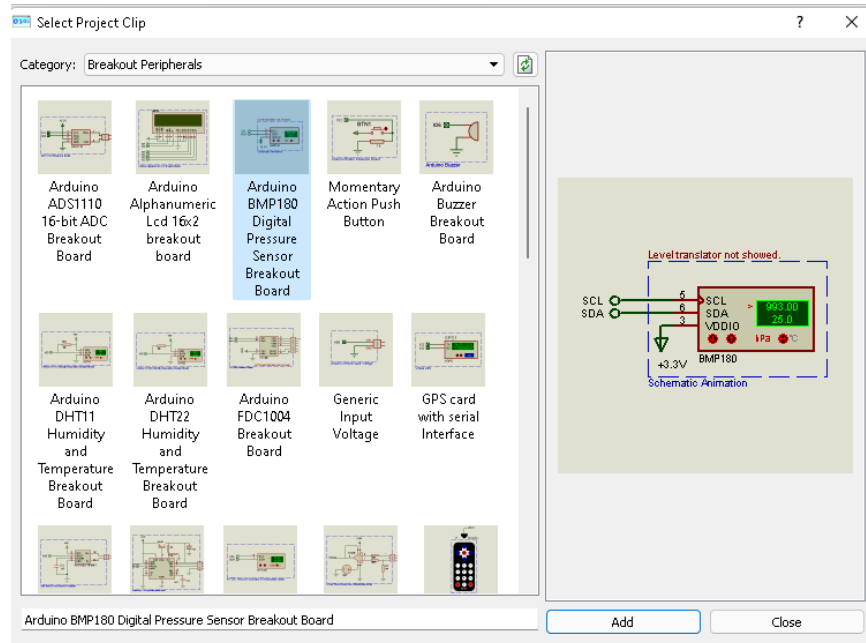 Select Project Clip
?
Category:
Breakout Peripherals
Arduino
ADS1110
16-bit ADC
Breakout
Board
Arduino
Alphanumeric
Lcd 16x2
breakout
board
Arduino
BMP180
Digital
Pressure
Sensor
Breakout
Board
Momentary
Action Push
Button
Arduino
Buzzer
Breakout
Board
Arduino
DHT11
Humidity
and
Temperature
Breakout
Board
Arduino
DHT22
Humidity
and
Temperature
Breakout
Board
Arduino
FDC1004
Breakout
Board
Generic
Input
Voltage
GPS card
with serial
Interface
Level translator not showed.
SCL 5 >SCL
SDA 6 SDA
3 VDDIO
> 993.00
25.0
kPa °C
+3.3V
BMP180
Schematic Animation
Arduino BMP180 Digital Pressure Sensor Breakout Board
Add
Close